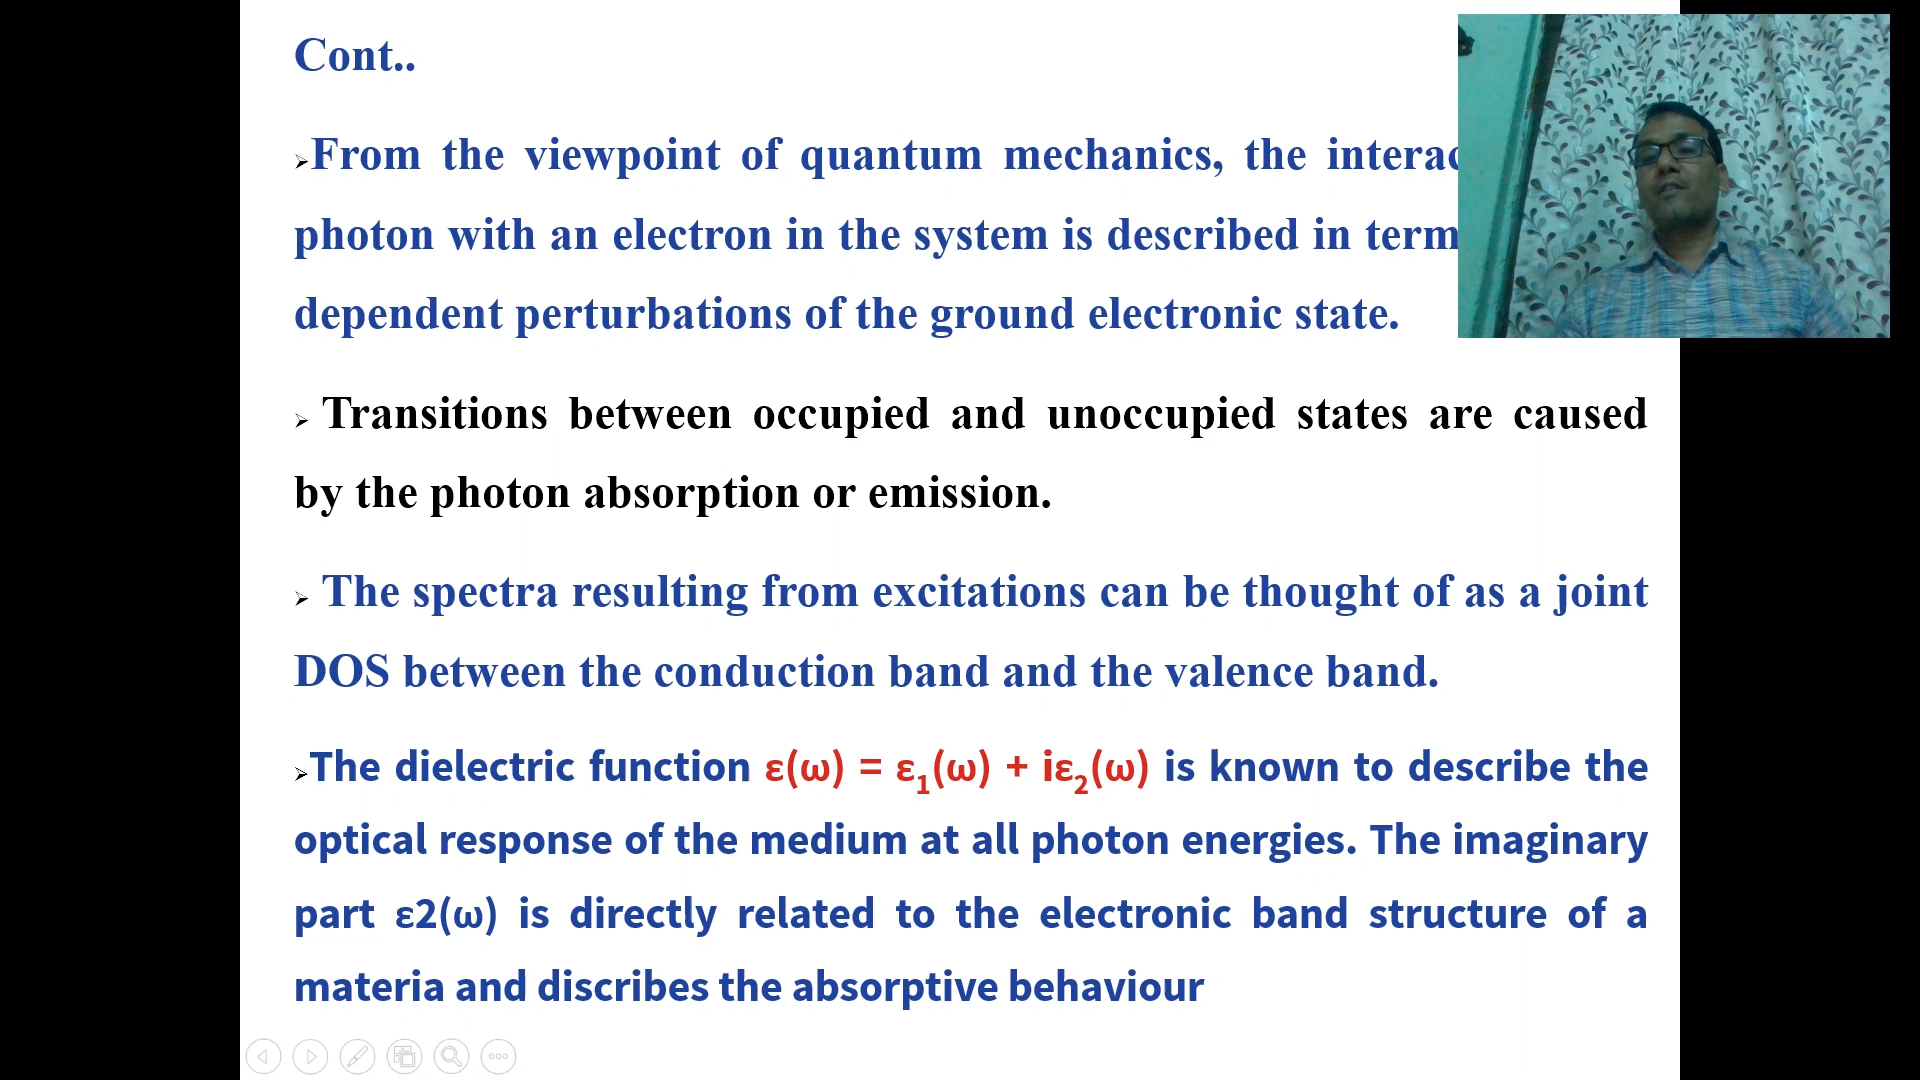 Cont..
➢From the viewpoint of quantum mechanics, the
photon with an electron in the system is described in
dependent perturbations of the ground electronic state.
➢ Transitions between occupied and unoccupied states are caused
by the photon absorption or emission.
➢ The spectra resulting from excitations can be thought of as a joint
DOS between the conduction band and the valence band.
➢The dielectric function ε(ω) = ε₁(ω) + iε₂(ω) is known to describe the
optical response of the medium at all photon energies. The imaginary
part ε2(ω) is directly related to the electronic band structure of a
materia and discribes the absorptive behaviour